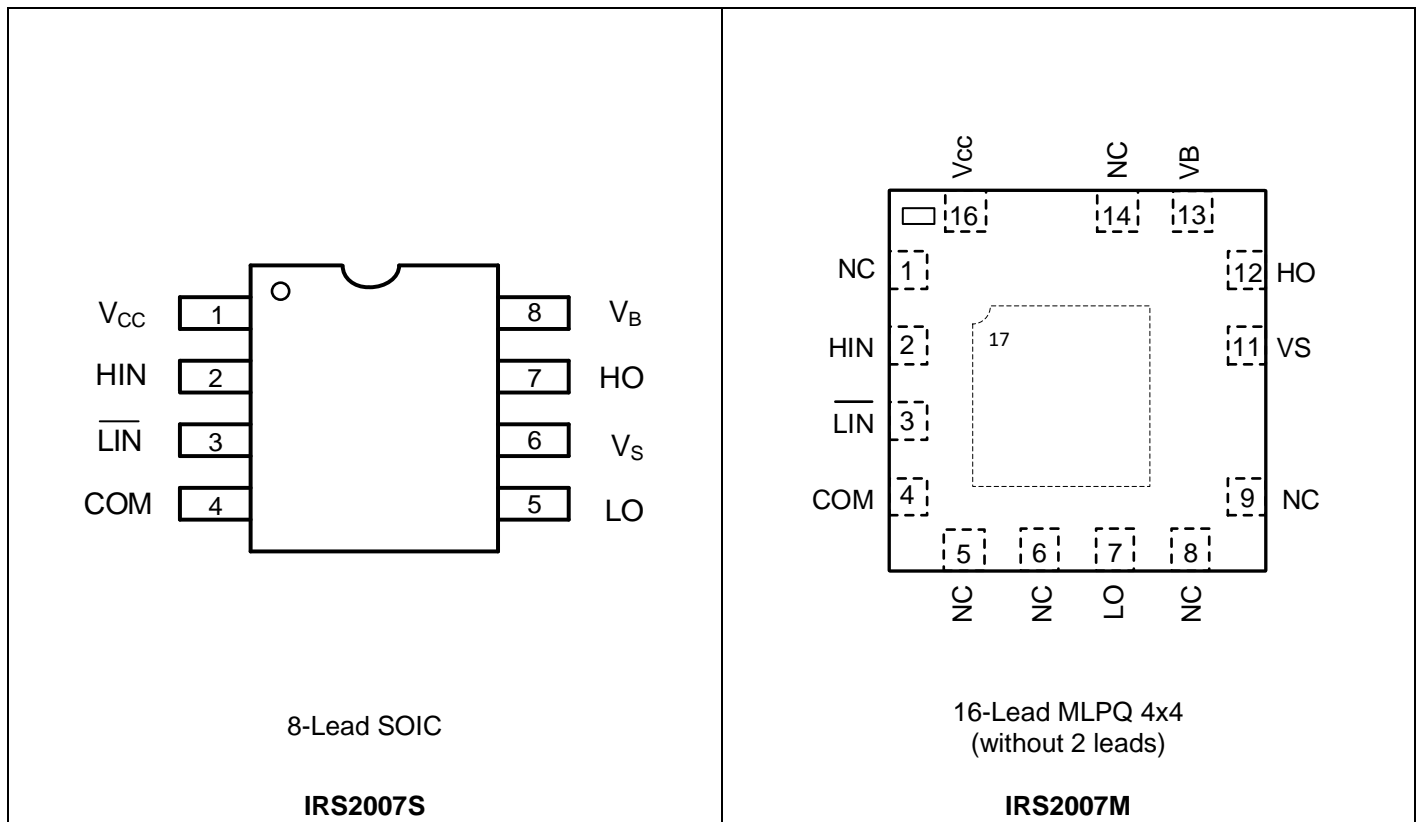 V_CC 1 8 V_B
HIN 2 7 HO
L̅I̅N̅ 3 6 V_S
COM 4 5 LO
8-Lead SOIC
IRS2007S
Vcc NC VB
16 14 13
NC 1 12 HO
17
HIN 2 11 VS
L̅I̅N̅ 3
COM 4 9 NC
5 6 7 8
NC NC LO NC
16-Lead MLPQ 4x4
(without 2 leads)
IRS2007M